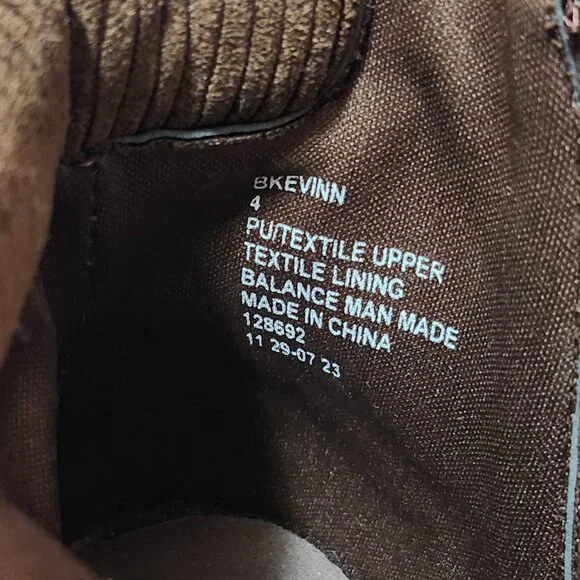 BKEVINN
4
PU/TEXTILE UPPER
TEXTILE LINING
BALANCE MAN MADE
MADE IN CHINA
128692
11 29-07 23